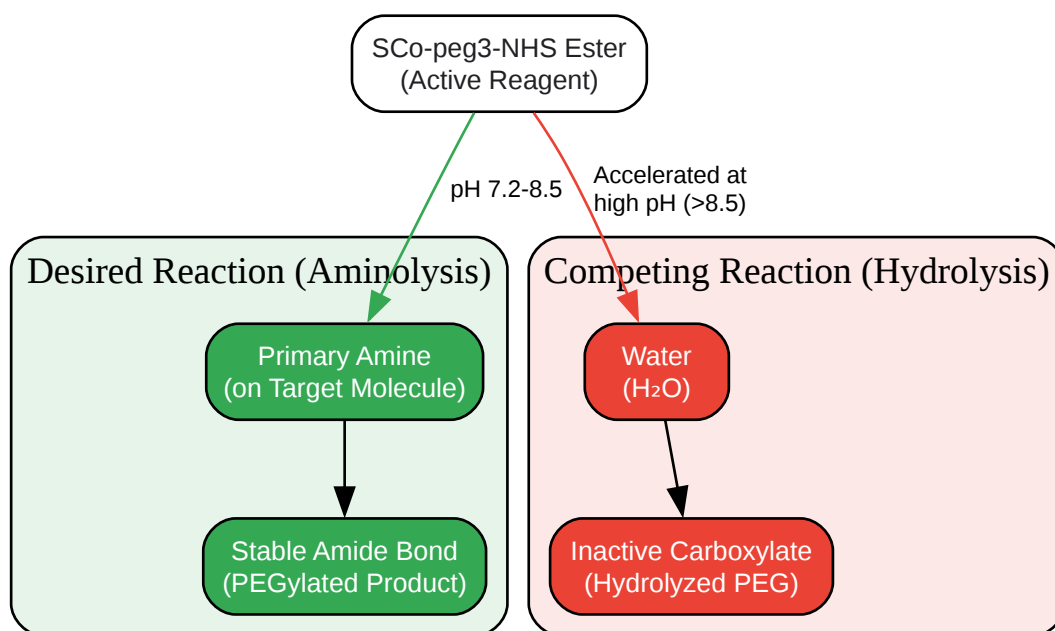 SCo-peg3-NHS Ester
(Active Reagent)
pH 7.2-8.5
Accelerated at
high pH (>8.5)
Desired Reaction (Aminolysis)
Primary Amine
(on Target Molecule)
Stable Amide Bond
(PEGylated Product)
Competing Reaction (Hydrolysis)
Water
(H₂O)
Inactive Carboxylate
(Hydrolyzed PEG)